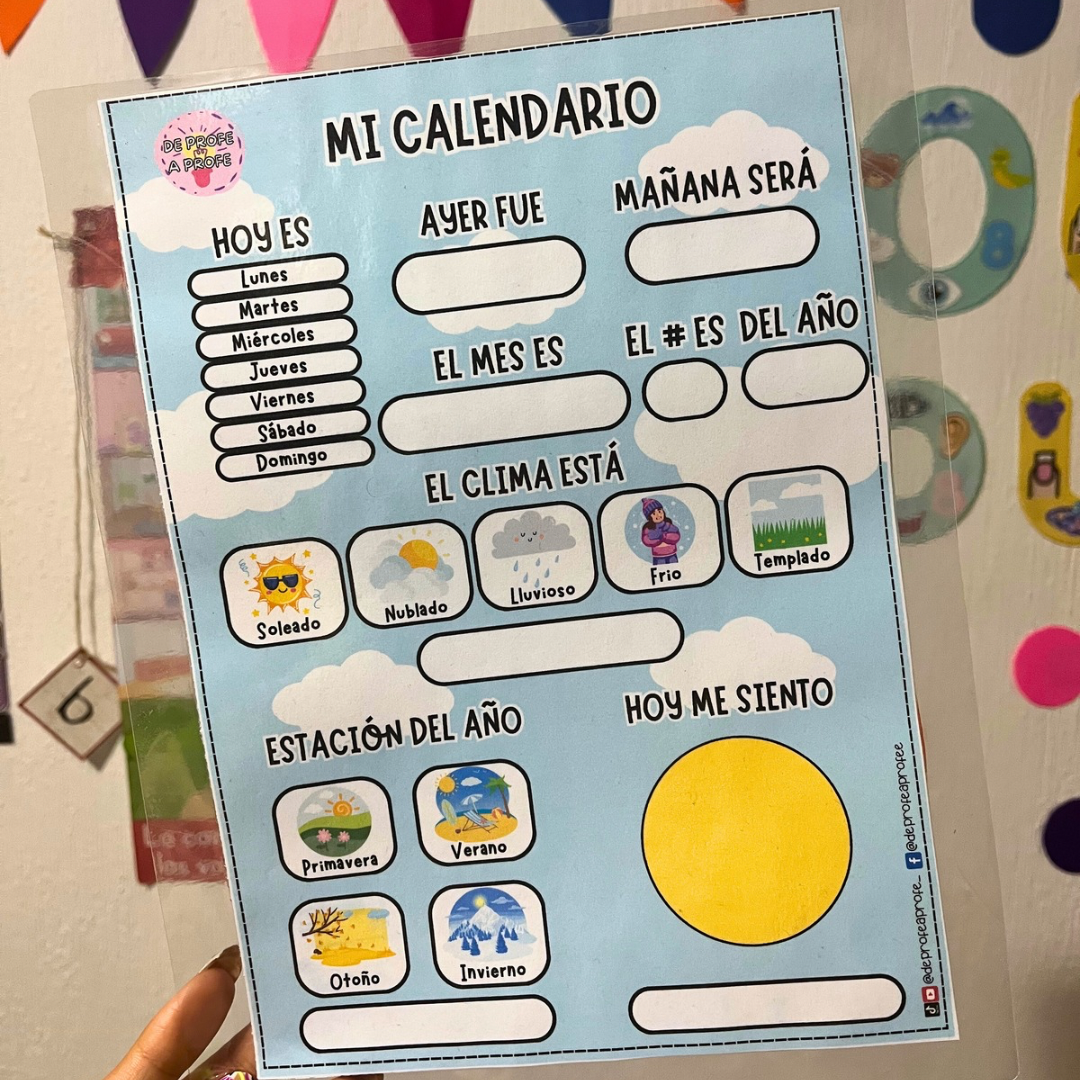 DE PROFE
A PROFE
MI CALENDARIO
HOY ES
Lunes
Martes
Miércoles
Jueves
Viernes
Sábado
Domingo
AYER FUE
MAÑANA SERÁ
EL MES ES
EL # ES
DEL AÑO
EL CLIMA ESTÁ
Soleado
Nublado
Lluvioso
Frio
Templado
ESTACIÓN DEL AÑO
Primavera
Verano
Otoño
Invierno
HOY ME SIENTO
@deprofeaprofe_
@deprofeaprofee
b
8